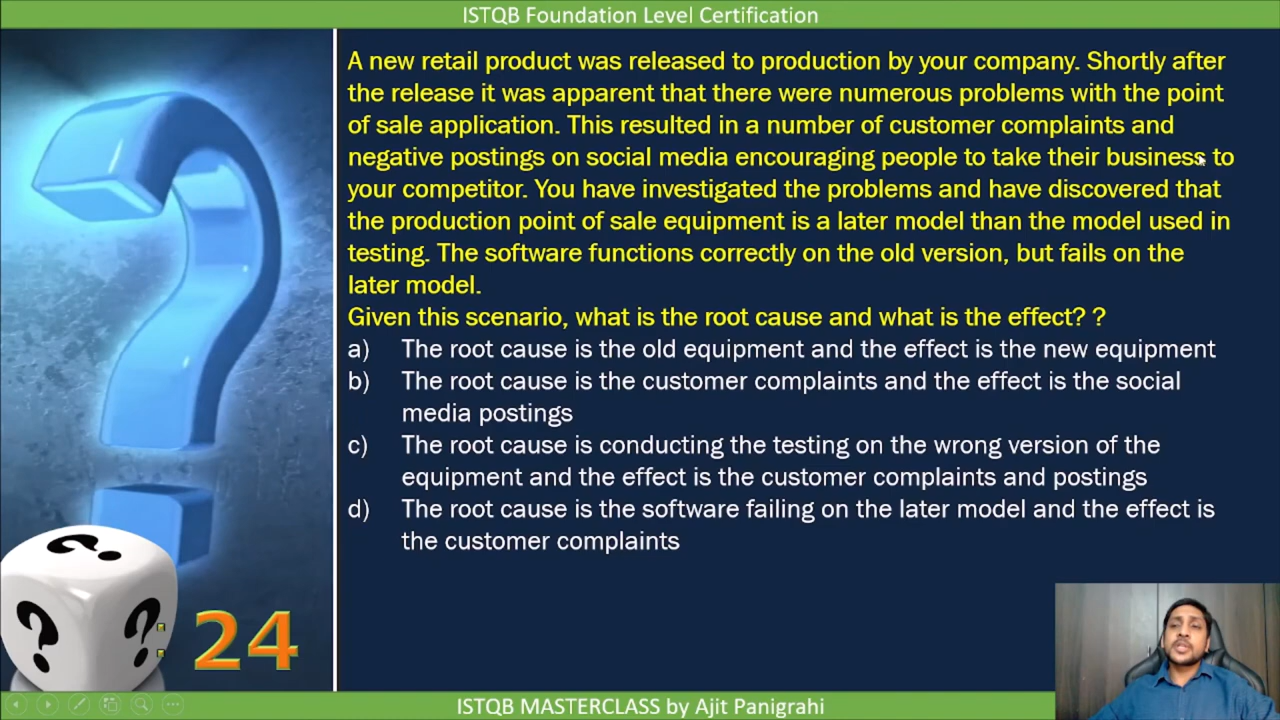 ISTQB Foundation Level Certification
A new retail product was released to production by your company. Shortly after
the release it was apparent that there were numerous problems with the point
of sale application. This resulted in a number of customer complaints and
negative postings on social media encouraging people to take their business to
your competitor. You have investigated the problems and have discovered that
the production point of sale equipment is a later model than the model used in
testing. The software functions correctly on the old version, but fails on the
later model.
Given this scenario, what is the root cause and what is the effect? ?
a) The root cause is the old equipment and the effect is the new equipment
b) The root cause is the customer complaints and the effect is the social
media postings
c) The root cause is conducting the testing on the wrong version of the
equipment and the effect is the customer complaints and postings
d) The root cause is the software failing on the later model and the effect is
the customer complaints
? ? ?
24
ISTQB MASTERCLASS by Ajit Panigrahi